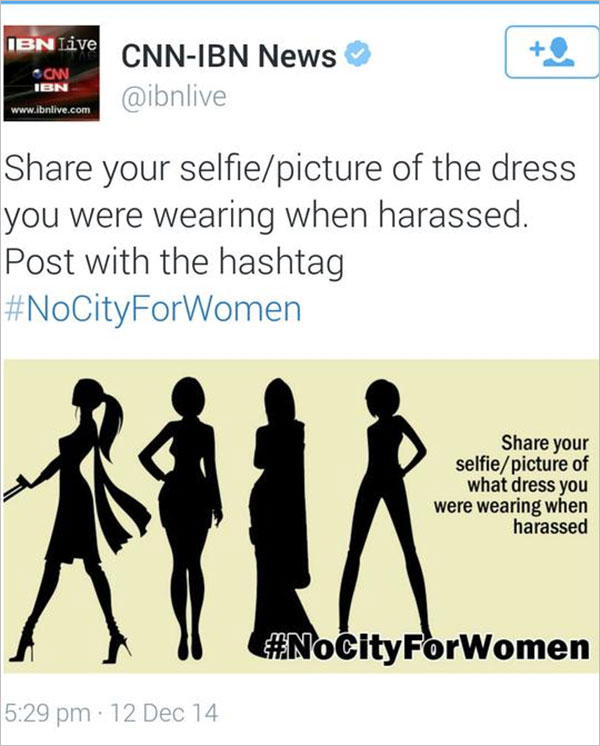 IBN Live
CNN
IBN
www.ibnlive.com
CNN-IBN News
@ibnlive
Share your selfie/picture of the dress
you were wearing when harassed.
Post with the hashtag
#NoCityForWomen
Share your
selfie/picture of
what dress you
were wearing when
harassed
#NoCityForWomen
5:29 pm · 12 Dec 14